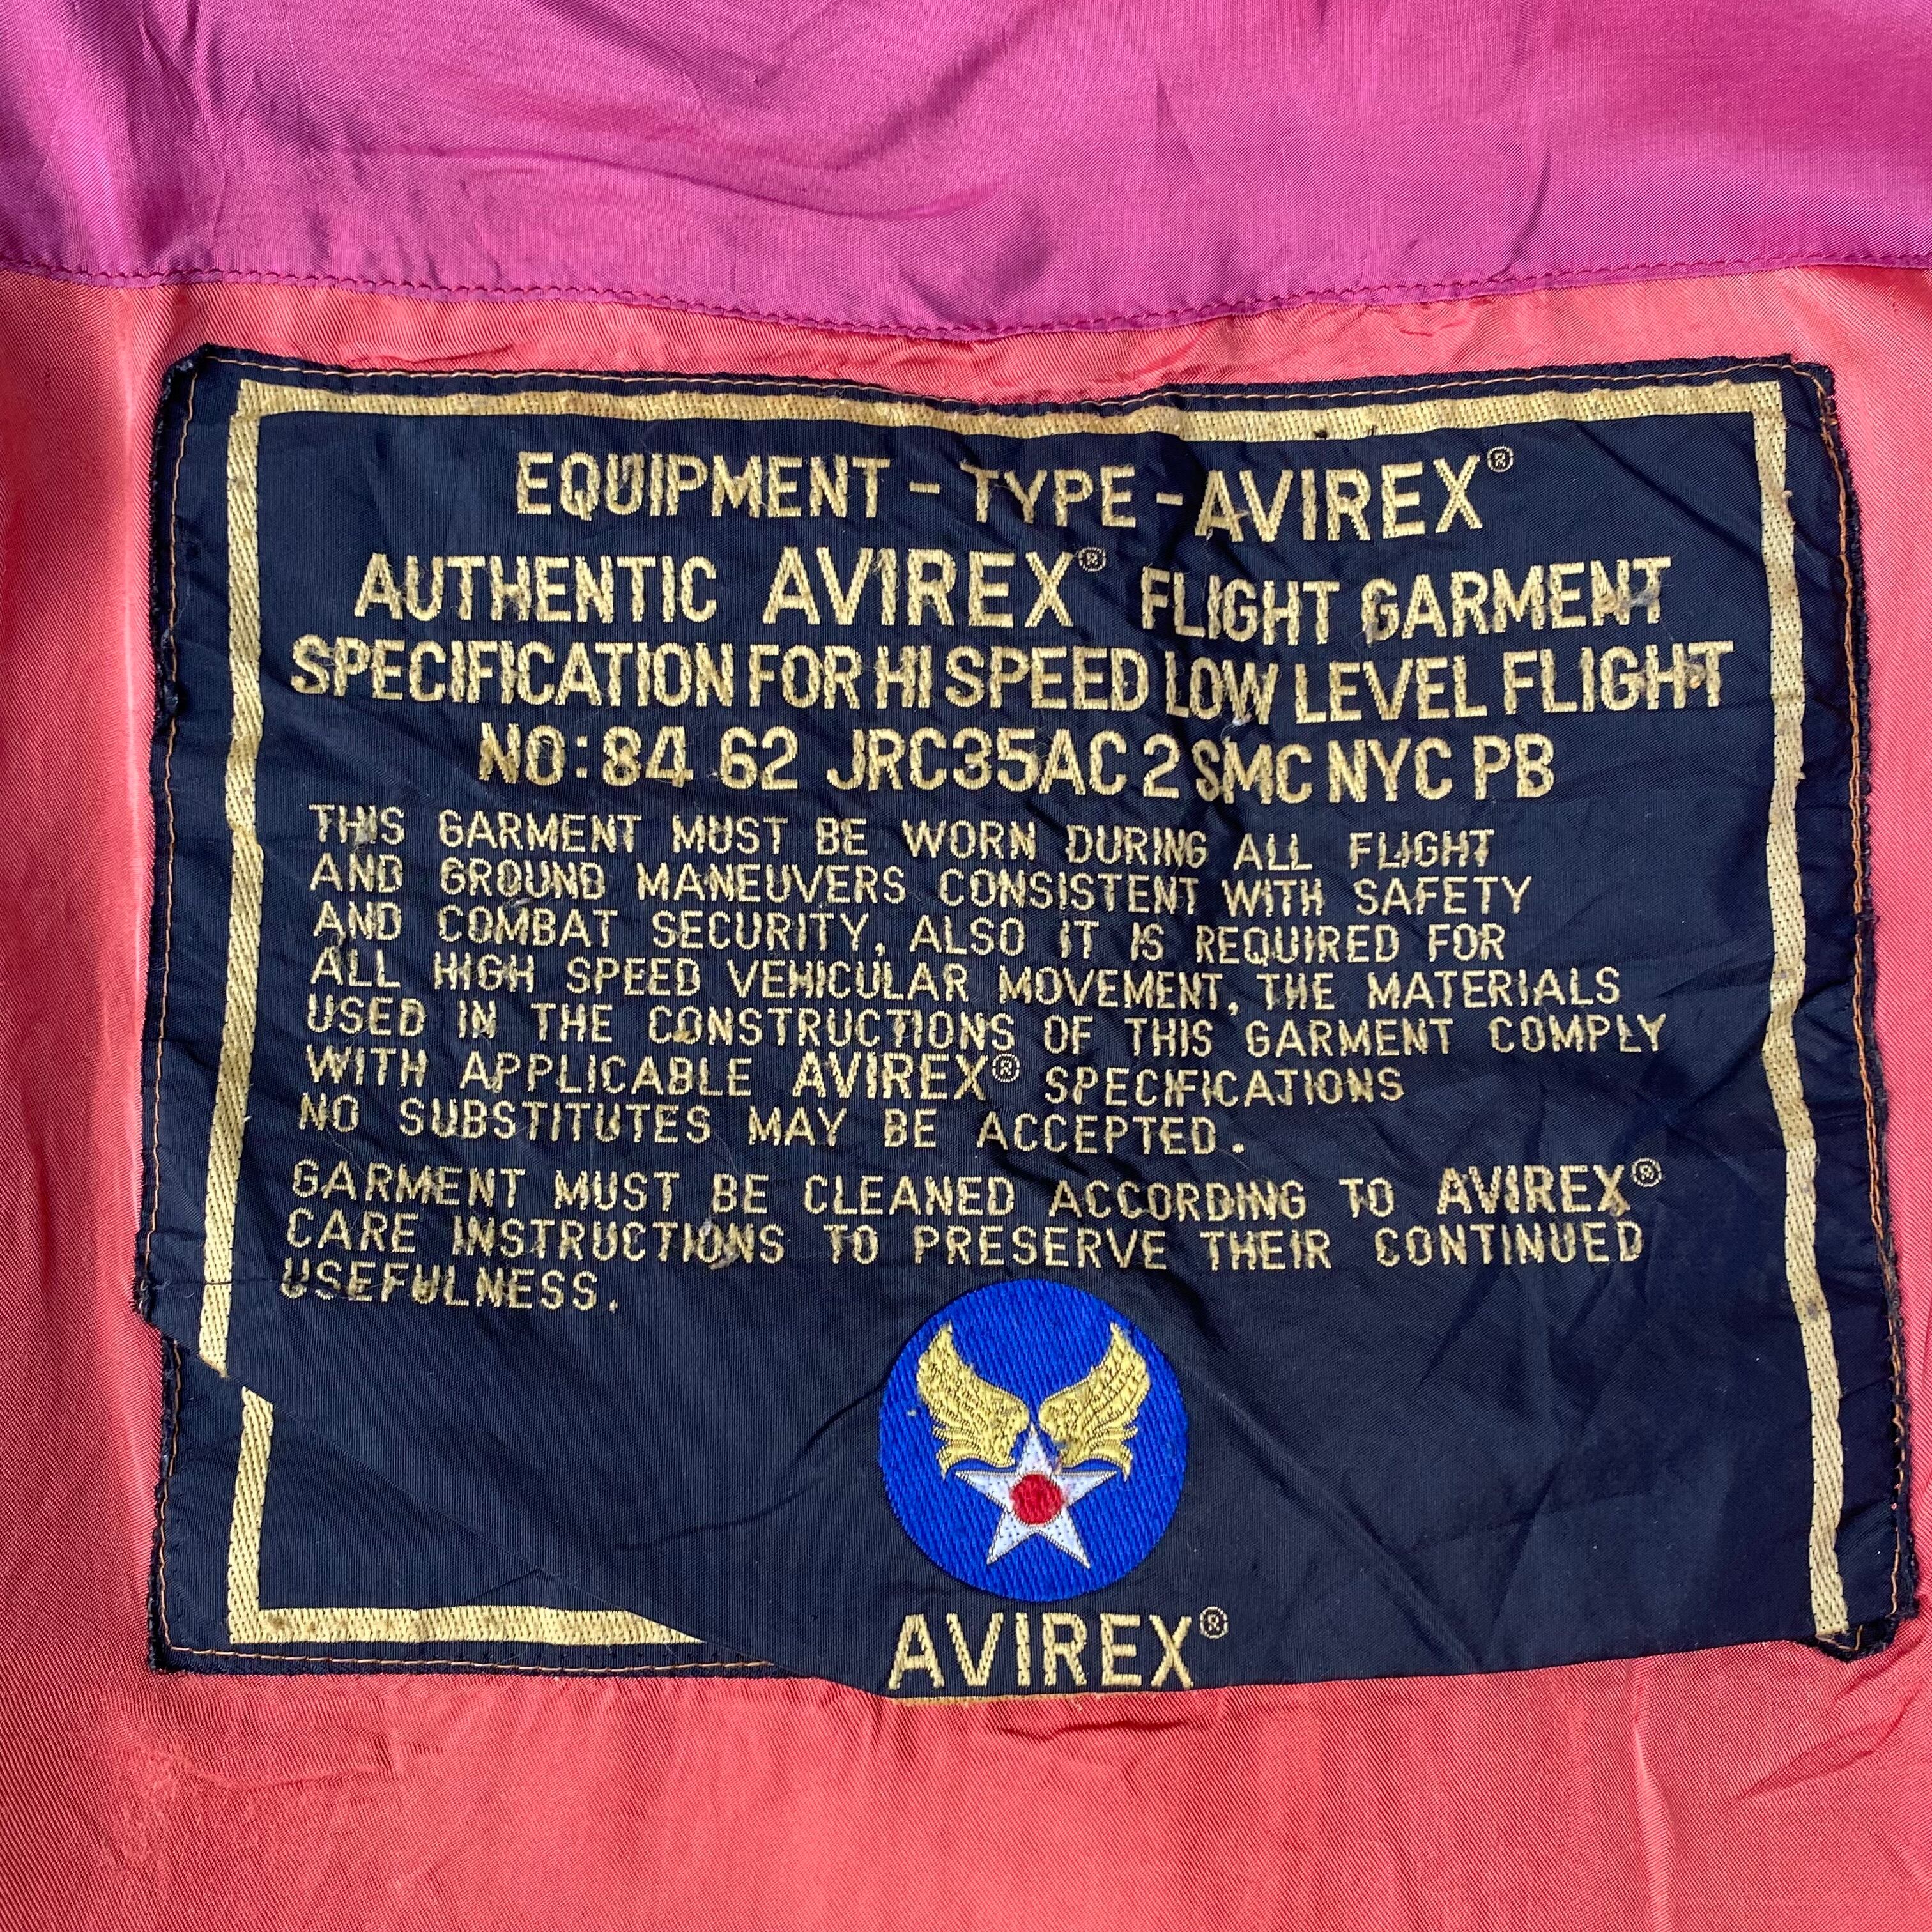 EQUIPMENT - TYPE - AVIREX®
AUTHENTIC AVIREX® FLIGHT GARMENT
SPECIFICATION FOR HI SPEED LOW LEVEL FLIGHT
NO: 84 62 JRC35AC 2 SMC NYC PB
THIS GARMENT MUST BE WORN DURING ALL FLIGHT
AND GROUND MANEUVERS CONSISTENT WITH SAFETY
AND COMBAT SECURITY, ALSO IT IS REQUIRED FOR
ALL HIGH SPEED VEHICULAR MOVEMENT, THE MATERIALS
USED IN THE CONSTRUCTIONS OF THIS GARMENT COMPLY
WITH APPLICABLE AVIREX® SPECIFICATIONS
NO SUBSTITUTES MAY BE ACCEPTED.
GARMENT MUST BE CLEANED ACCORDING TO AVIREX®
CARE INSTRUCTIONS TO PRESERVE THEIR CONTINUED
USEFULNESS.
AVIREX®